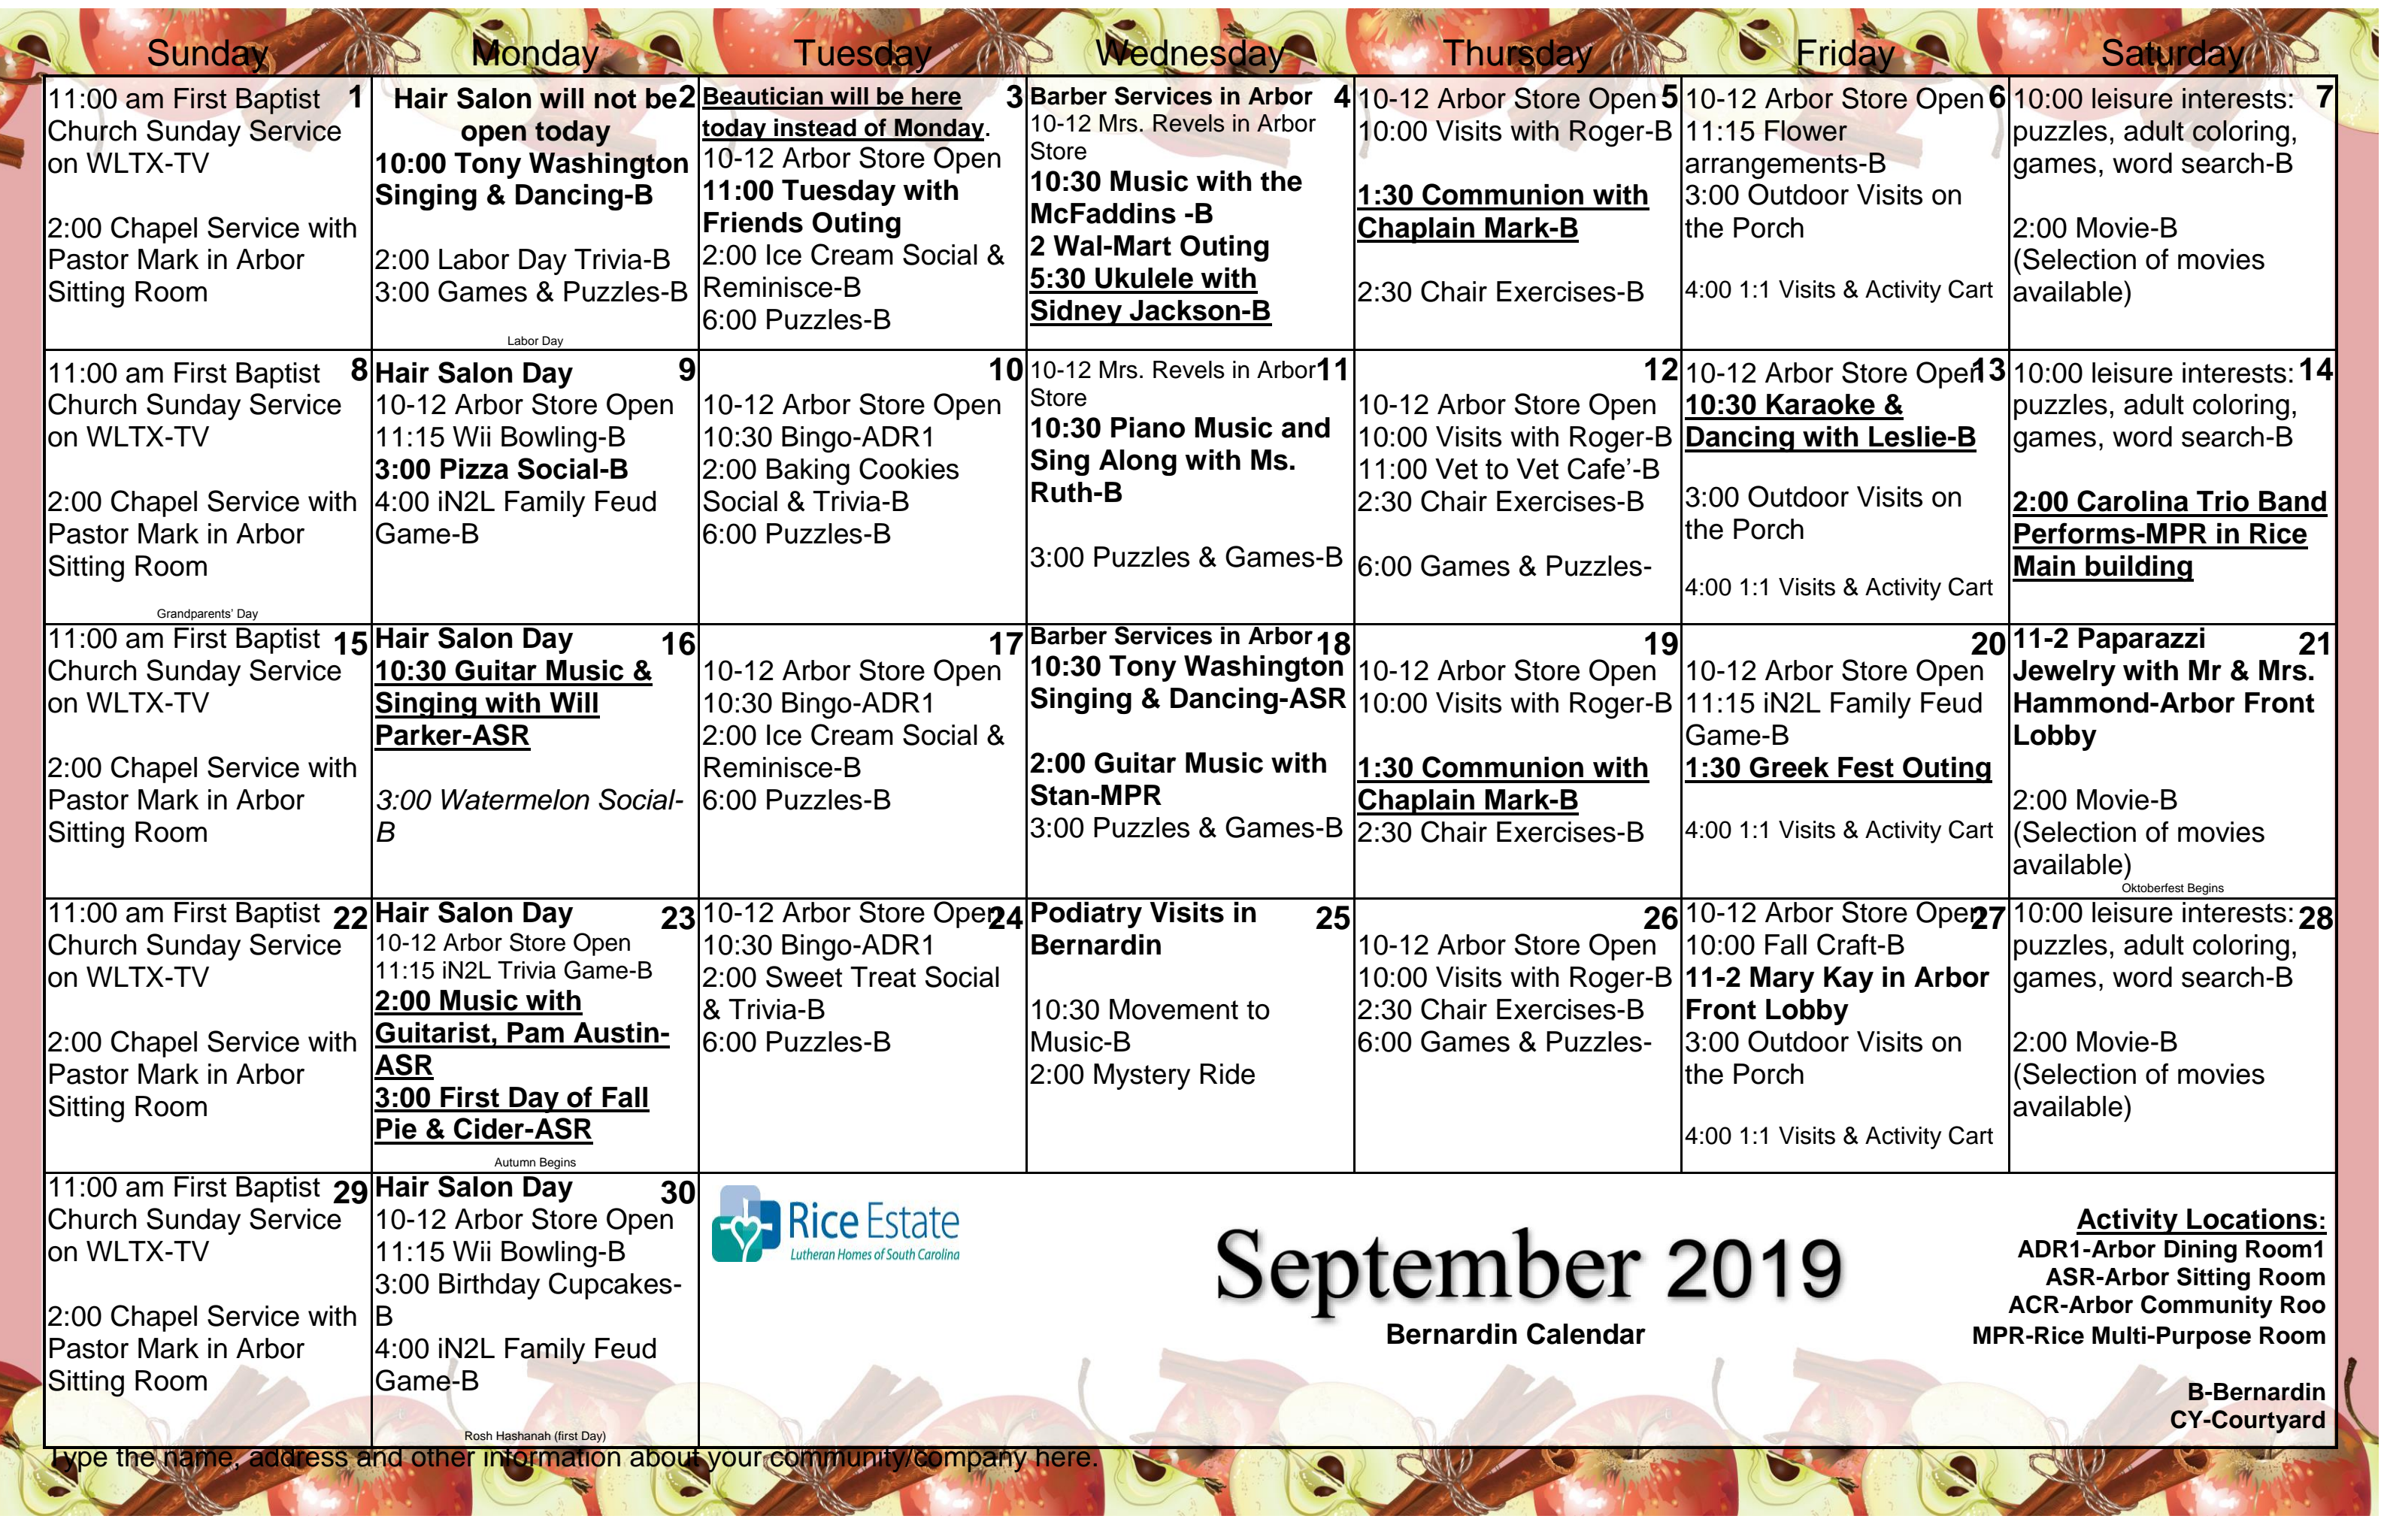 Sunday Monday Tuesday Wednesday Thursday Friday Saturday
11:00 am First Baptist 1
Church Sunday Service
on WLTX-TV
2:00 Chapel Service with
Pastor Mark in Arbor
Sitting Room
Hair Salon will not be 2
open today
10:00 Tony Washington
Singing & Dancing-B
2:00 Labor Day Trivia-B
3:00 Games & Puzzles-B
Labor Day
Beautician will be here 3
today instead of Monday.
10-12 Arbor Store Open
11:00 Tuesday with
Friends Outing
2:00 Ice Cream Social &
Reminisce-B
6:00 Puzzles-B
Barber Services in Arbor 4
10-12 Mrs. Revels in Arbor
Store
10:30 Music with the
McFaddins -B
2 Wal-Mart Outing
5:30 Ukulele with
Sidney Jackson-B
10-12 Arbor Store Open 5
10:00 Visits with Roger-B
1:30 Communion with
Chaplain Mark-B
2:30 Chair Exercises-B
10-12 Arbor Store Open 6
11:15 Flower
arrangements-B
3:00 Outdoor Visits on
the Porch
4:00 1:1 Visits & Activity Cart
10:00 leisure interests: 7
puzzles, adult coloring,
games, word search-B
2:00 Movie-B
(Selection of movies
available)
11:00 am First Baptist 8
Church Sunday Service
on WLTX-TV
2:00 Chapel Service with
Pastor Mark in Arbor
Sitting Room
Grandparents' Day
Hair Salon Day 9
10-12 Arbor Store Open
11:15 Wii Bowling-B
3:00 Pizza Social-B
4:00 iN2L Family Feud
Game-B
10
10-12 Arbor Store Open
10:30 Bingo-ADR1
2:00 Baking Cookies
Social & Trivia-B
6:00 Puzzles-B
10-12 Mrs. Revels in Arbor 11
Store
10:30 Piano Music and
Sing Along with Ms.
Ruth-B
3:00 Puzzles & Games-B
12
10-12 Arbor Store Open
10:00 Visits with Roger-B
11:00 Vet to Vet Cafe'-B
2:30 Chair Exercises-B
6:00 Games & Puzzles-
10-12 Arbor Store Open 13
10:30 Karaoke &
Dancing with Leslie-B
3:00 Outdoor Visits on
the Porch
4:00 1:1 Visits & Activity Cart
10:00 leisure interests: 14
puzzles, adult coloring,
games, word search-B
2:00 Carolina Trio Band
Performs-MPR in Rice
Main building
11:00 am First Baptist 15
Church Sunday Service
on WLTX-TV
2:00 Chapel Service with
Pastor Mark in Arbor
Sitting Room
Hair Salon Day 16
10:30 Guitar Music &
Singing with Will
Parker-ASR
3:00 Watermelon Social-
B
17
10-12 Arbor Store Open
10:30 Bingo-ADR1
2:00 Ice Cream Social &
Reminisce-B
6:00 Puzzles-B
Barber Services in Arbor 18
10:30 Tony Washington
Singing & Dancing-ASR
2:00 Guitar Music with
Stan-MPR
3:00 Puzzles & Games-B
19
10-12 Arbor Store Open
10:00 Visits with Roger-B
1:30 Communion with
Chaplain Mark-B
2:30 Chair Exercises-B
20
10-12 Arbor Store Open
11:15 iN2L Family Feud
Game-B
1:30 Greek Fest Outing
4:00 1:1 Visits & Activity Cart
11-2 Paparazzi 21
Jewelry with Mr & Mrs.
Hammond-Arbor Front
Lobby
2:00 Movie-B
(Selection of movies
available)
Oktoberfest Begins
11:00 am First Baptist 22
Church Sunday Service
on WLTX-TV
2:00 Chapel Service with
Pastor Mark in Arbor
Sitting Room
Hair Salon Day 23
10-12 Arbor Store Open
11:15 iN2L Trivia Game-B
2:00 Music with
Guitarist, Pam Austin-
ASR
3:00 First Day of Fall
Pie & Cider-ASR
Autumn Begins
10-12 Arbor Store Open 24
10:30 Bingo-ADR1
2:00 Sweet Treat Social
& Trivia-B
6:00 Puzzles-B
Podiatry Visits in 25
Bernardin
10:30 Movement to
Music-B
2:00 Mystery Ride
26
10-12 Arbor Store Open
10:00 Visits with Roger-B
2:30 Chair Exercises-B
6:00 Games & Puzzles-
10-12 Arbor Store Open 27
10:00 Fall Craft-B
11-2 Mary Kay in Arbor
Front Lobby
3:00 Outdoor Visits on
the Porch
4:00 1:1 Visits & Activity Cart
10:00 leisure interests: 28
puzzles, adult coloring,
games, word search-B
2:00 Movie-B
(Selection of movies
available)
11:00 am First Baptist 29
Church Sunday Service
on WLTX-TV
2:00 Chapel Service with
Pastor Mark in Arbor
Sitting Room
Hair Salon Day 30
10-12 Arbor Store Open
11:15 Wii Bowling-B
3:00 Birthday Cupcakes-
B
4:00 iN2L Family Feud
Game-B
Rosh Hashanah (first Day)
Rice Estate
Lutheran Homes of South Carolina
September 2019
Bernardin Calendar
Activity Locations:
ADR1-Arbor Dining Room1
ASR-Arbor Sitting Room
ACR-Arbor Community Roo
MPR-Rice Multi-Purpose Room
B-Bernardin
CY-Courtyard
Type the name, address and other information about your community/company here.